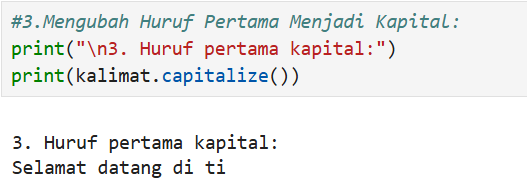 #3.Mengubah Huruf Pertama Menjadi Kapital:
print("\n3. Huruf pertama kapital:")
print(kalimat.capitalize())
3. Huruf pertama kapital:
Selamat datang di ti